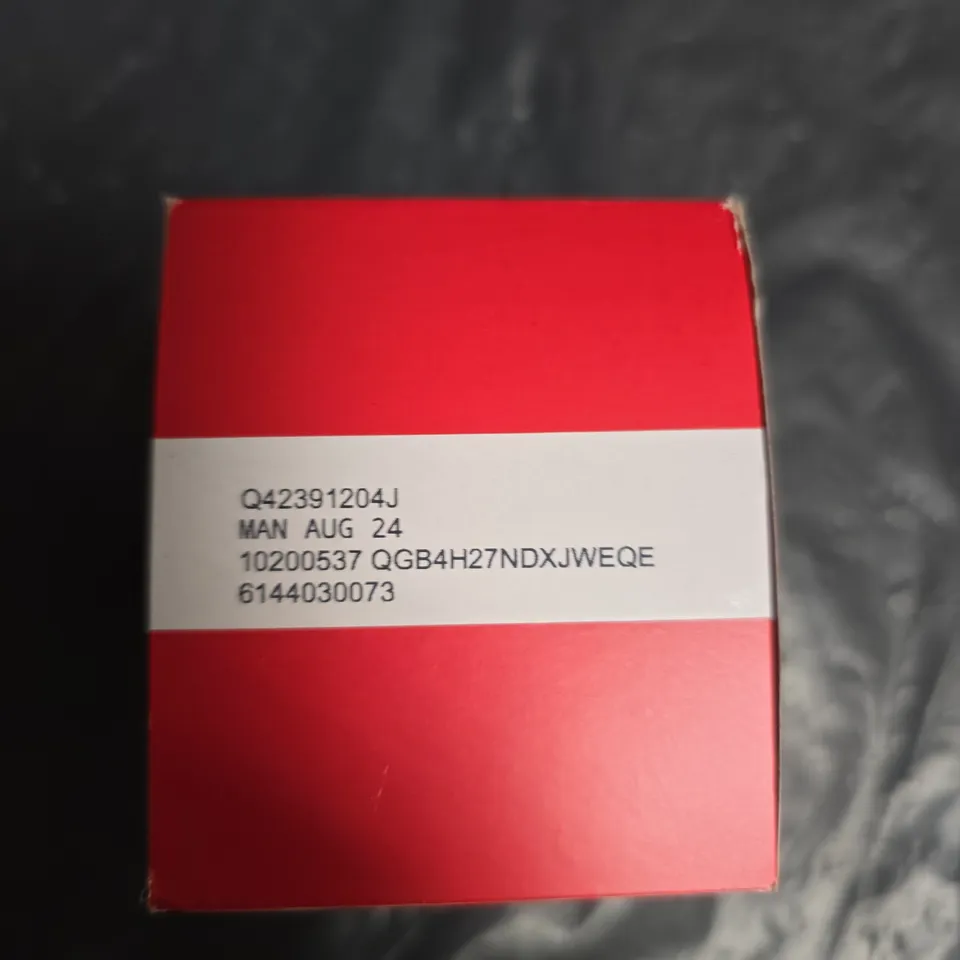 Q42391204J
MAN AUG 24
10200537 QGB4H27NDXJWEQE
6144030073